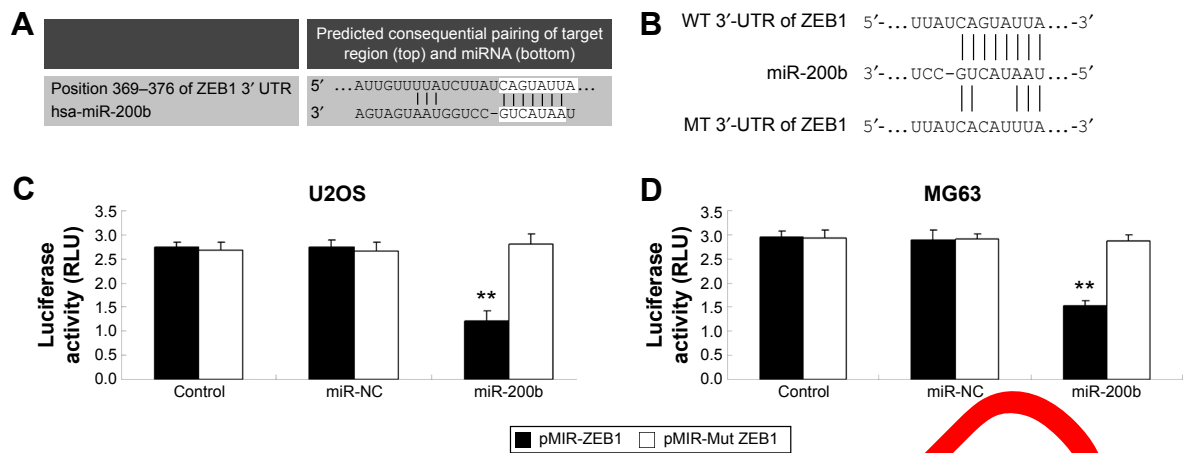 A
Predicted consequential pairing of target
region (top) and miRNA (bottom)
Position 369–376 of ZEB1 3′ UTR
5′ ...AUUGUUUUAUCUUAUCAGUAUUA...
hsa-miR-200b
3′ AGUAGUAAUGGUCC–GUCAUAAU
B
WT 3′-UTR of ZEB1 5′-...UUAUCAGUAUUA...-3′
miR-200b 3′-...UCC–GUCAUAAU...-5′
MT 3′-UTR of ZEB1 5′-...UUAUCACAUUUA...-3′
C
U2OS
Luciferase
activity (RLU)
3.5
3.0
2.5
2.0
1.5
1.0
0.5
0.0
**
Control miR-NC miR-200b
D
MG63
Luciferase
activity (RLU)
3.5
3.0
2.5
2.0
1.5
1.0
0.5
0.0
**
Control miR-NC miR-200b
pMIR-ZEB1 pMIR-Mut ZEB1